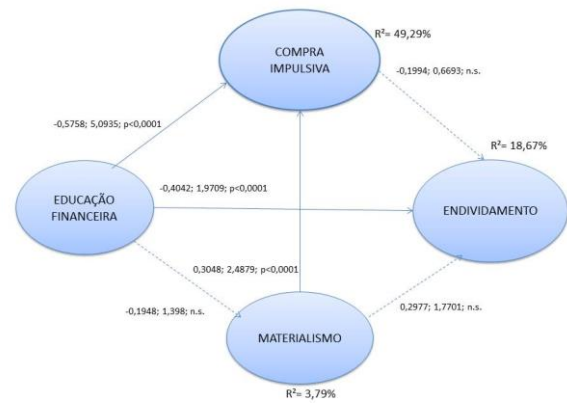 R²= 49,29%
COMPRA
IMPULSIVA
-0,1994; 0,6693; n.s.
-0,5758; 5,0935; p<0,0001
R²= 18,67%
-0,4042; 1,9709; p<0,0001
EDUCAÇÃO
FINANCEIRA
ENDIVIDAMENTO
0,3048; 2,4879; p<0,0001
-0,1948; 1,398; n.s.
0,2977; 1,7701; n.s.
MATERIALISMO
R²= 3,79%